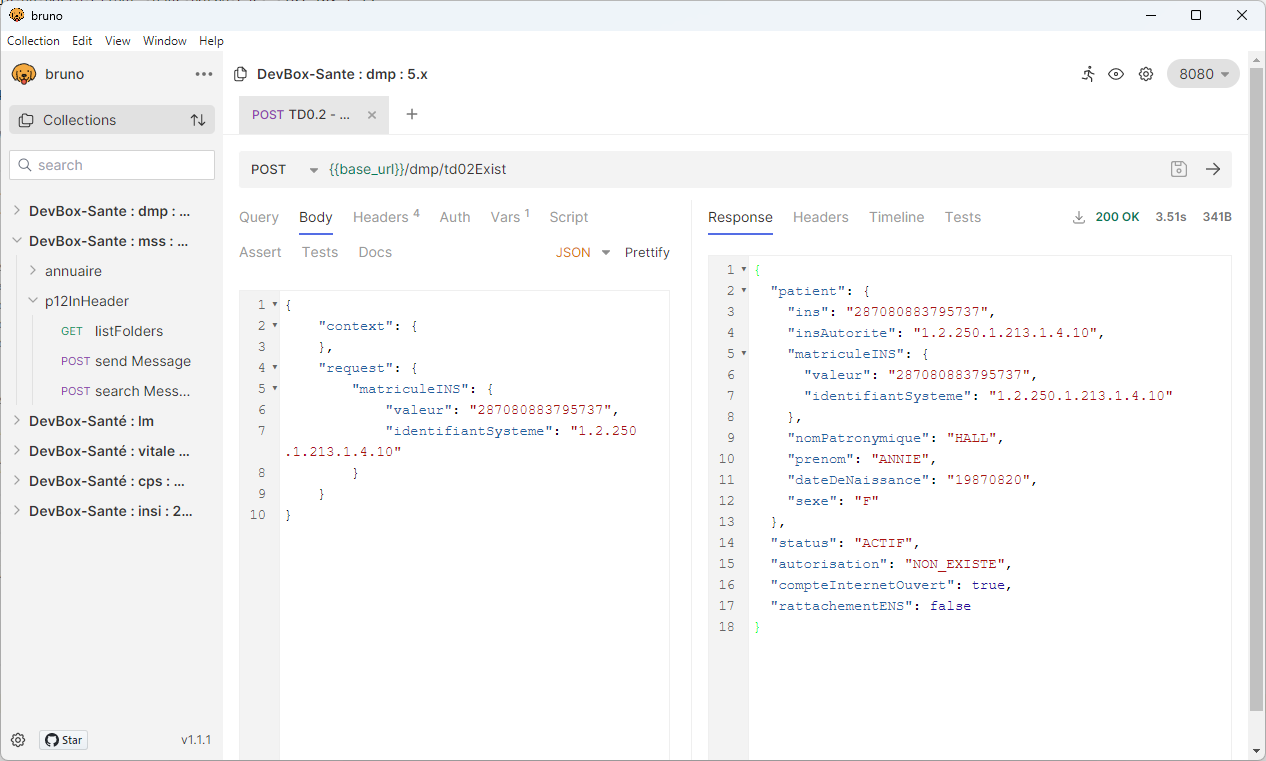 bruno
Collection Edit View Window Help
bruno
Collections
search
DevBox-Sante : dmp : ...
DevBox-Sante : mss : ...
annuaire
p12InHeader
GET listFolders
POST send Message
POST search Mess...
DevBox-Santé : lm
DevBox-Santé : vitale ...
DevBox-Santé : cps : ...
DevBox-Sante : insi : 2...
Star
v1.1.1
DevBox-Sante : dmp : 5.x
8080
POST TD0.2 - ...
POST {{base_url}}/dmp/td02Exist
Query Body Headers 4 Auth Vars 1 Script
Assert Tests Docs JSON Prettify
1 {
2 "context": {
3 },
4 "request": {
5 "matriculeINS": {
6 "valeur": "287080883795737",
7 "identifiantSysteme": "1.2.250
.1.213.1.4.10"
8 }
9 }
10 }
Response Headers Timeline Tests 200 OK 3.51s 341B
1 {
2 "patient": {
3 "ins": "287080883795737",
4 "insAutorite": "1.2.250.1.213.1.4.10",
5 "matriculeINS": {
6 "valeur": "287080883795737",
7 "identifiantSysteme": "1.2.250.1.213.1.4.10"
8 },
9 "nomPatronymique": "HALL",
10 "prenom": "ANNIE",
11 "dateDeNaissance": "19870820",
12 "sexe": "F"
13 },
14 "status": "ACTIF",
15 "autorisation": "NON_EXISTE",
16 "compteInternetOuvert": true,
17 "rattachementENS": false
18 }